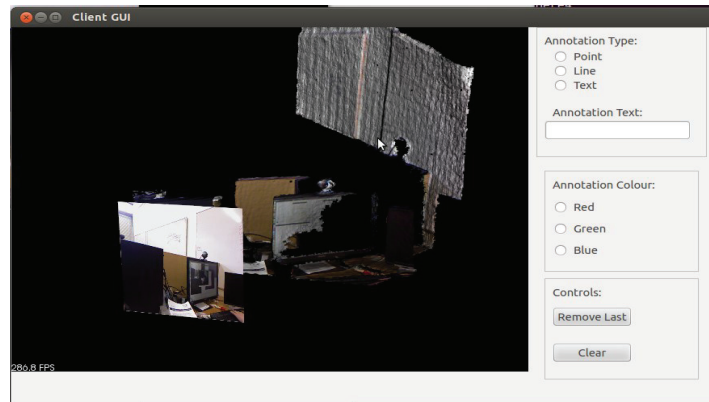 Client GUI
Annotation Type:
Point
Line
Text
Annotation Text:
Annotation Colour:
Red
Green
Blue
Controls:
Remove Last
Clear
286.8 FPS